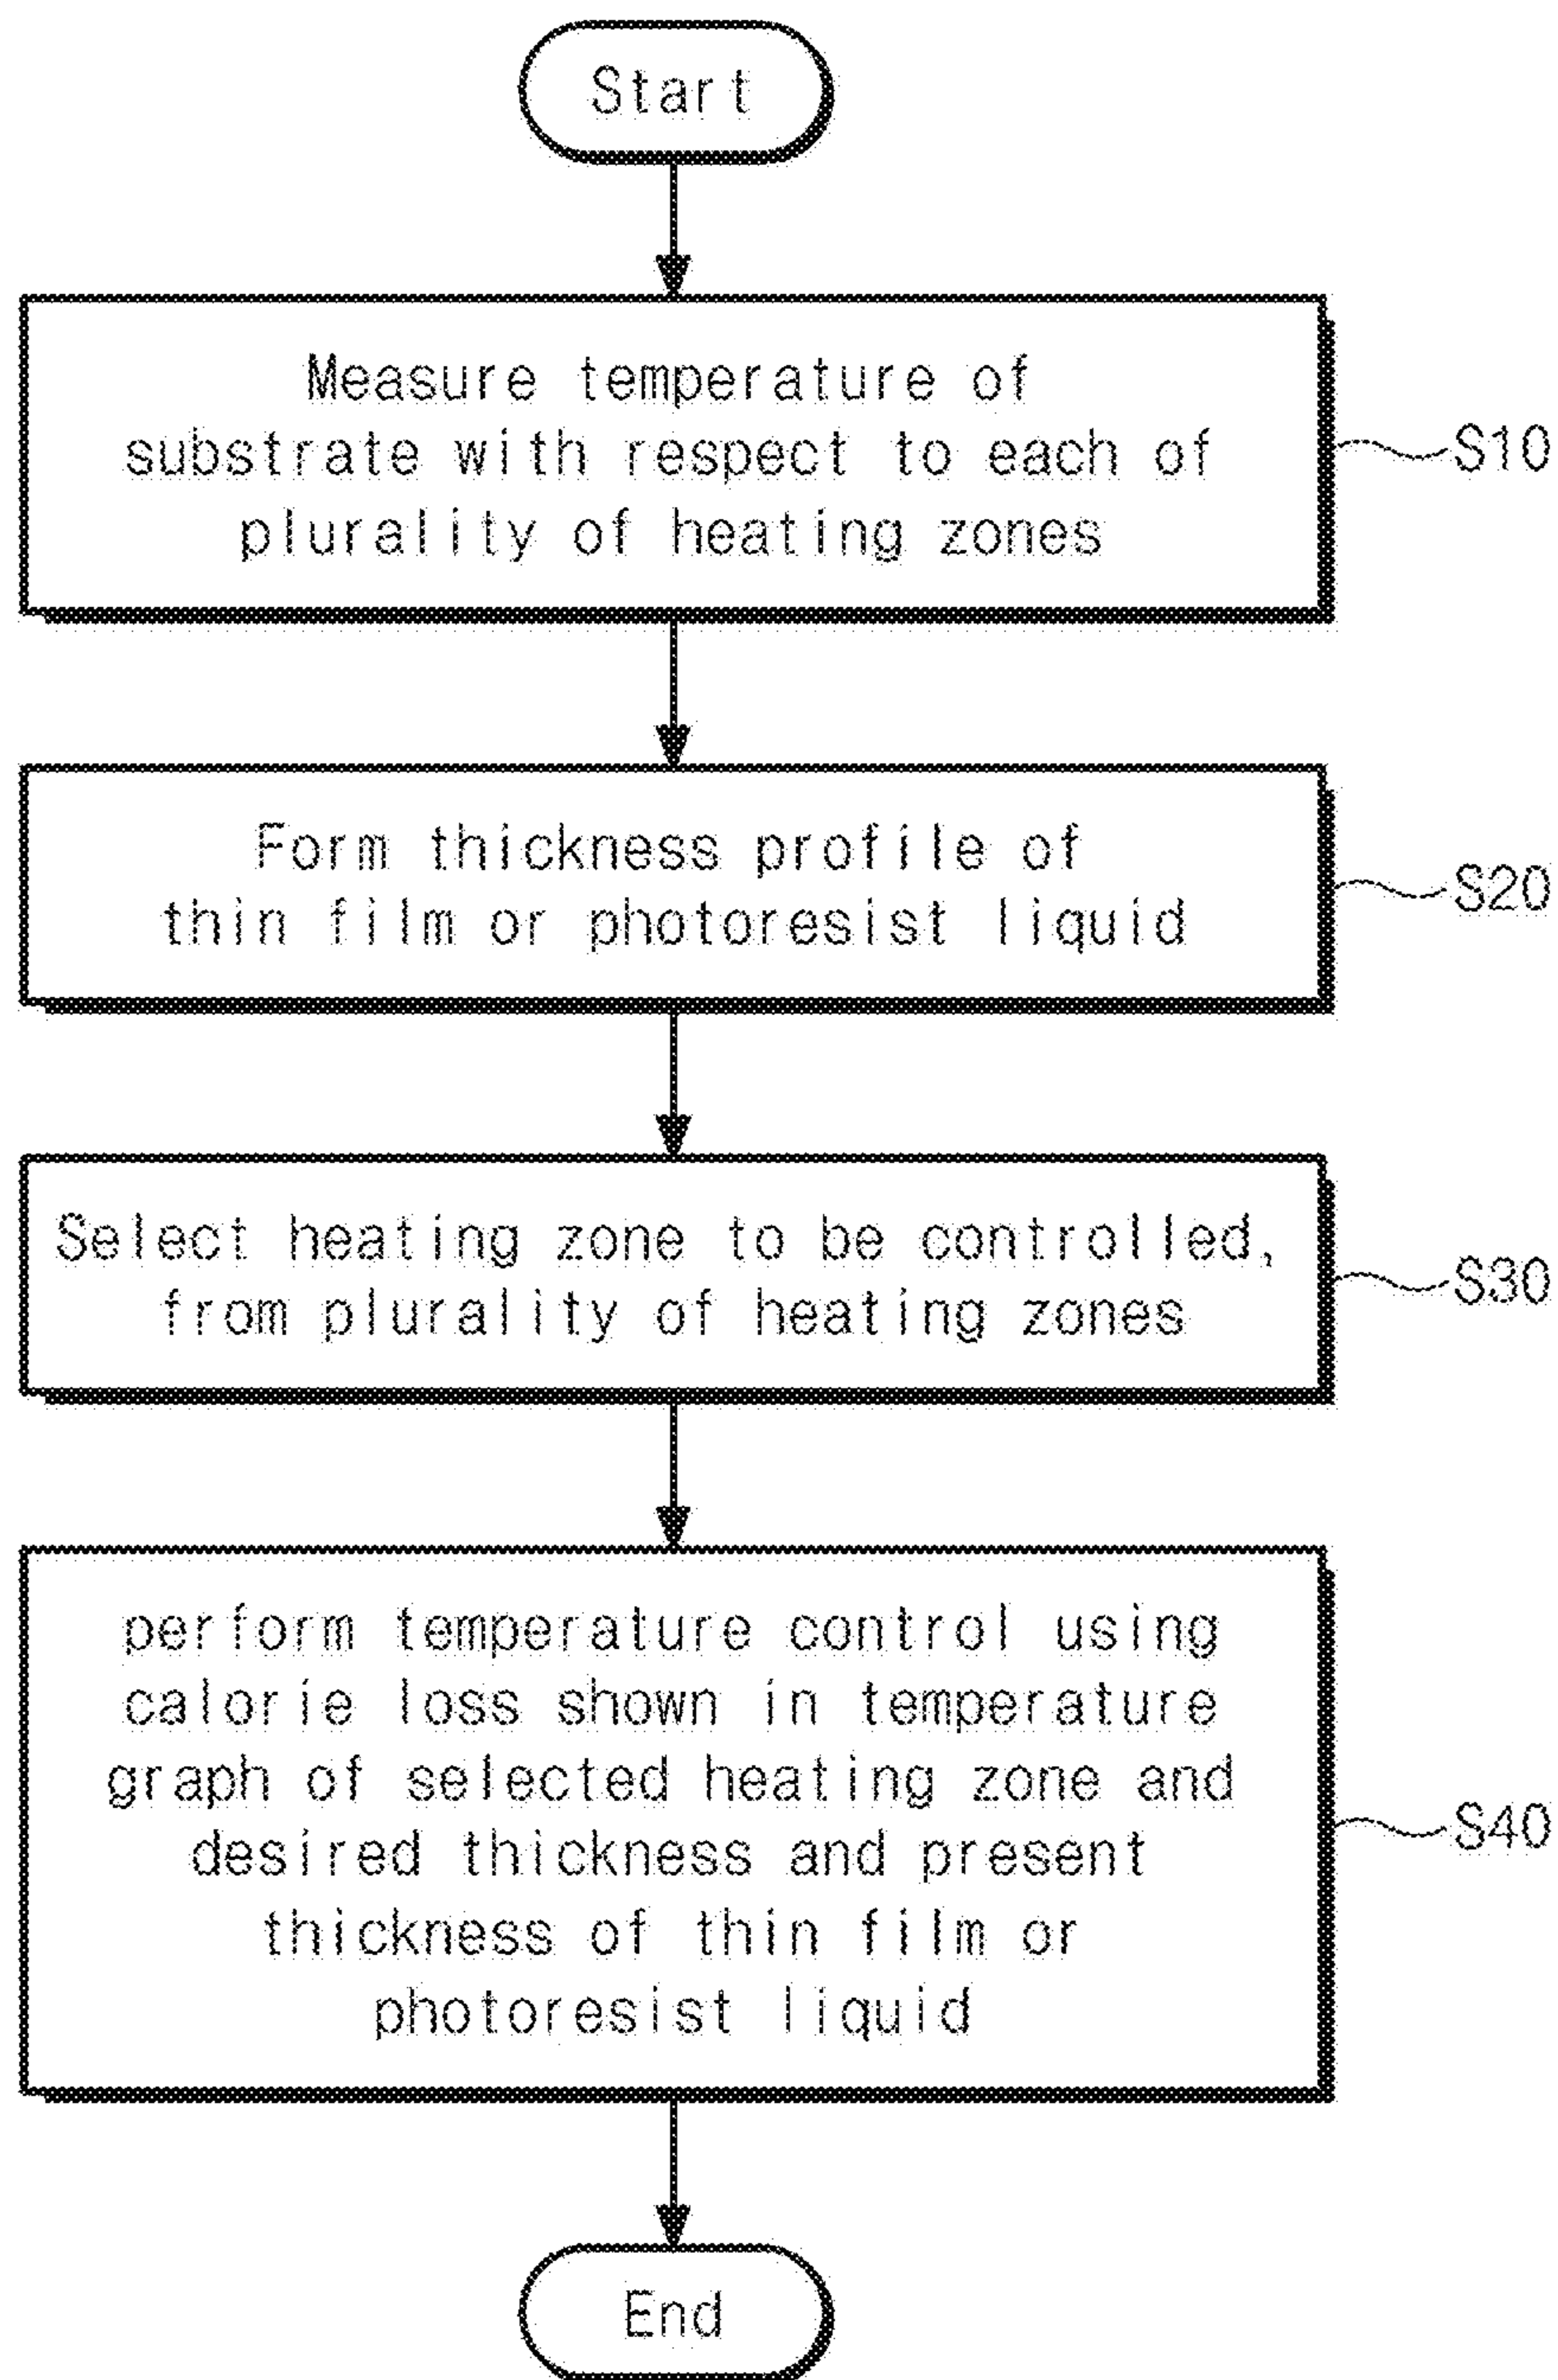 Start
Measure temperature of
substrate with respect to each of
plurality of heating zones
S10
Form thickness profile of
thin film or photoresist liquid
S20
Select heating zone to be controlled,
from plurality of heating zones
S30
perform temperature control using
calorie loss shown in temperature
graph of selected heating zone and
desired thickness and present
thickness of thin film or
photoresist liquid
S40
End